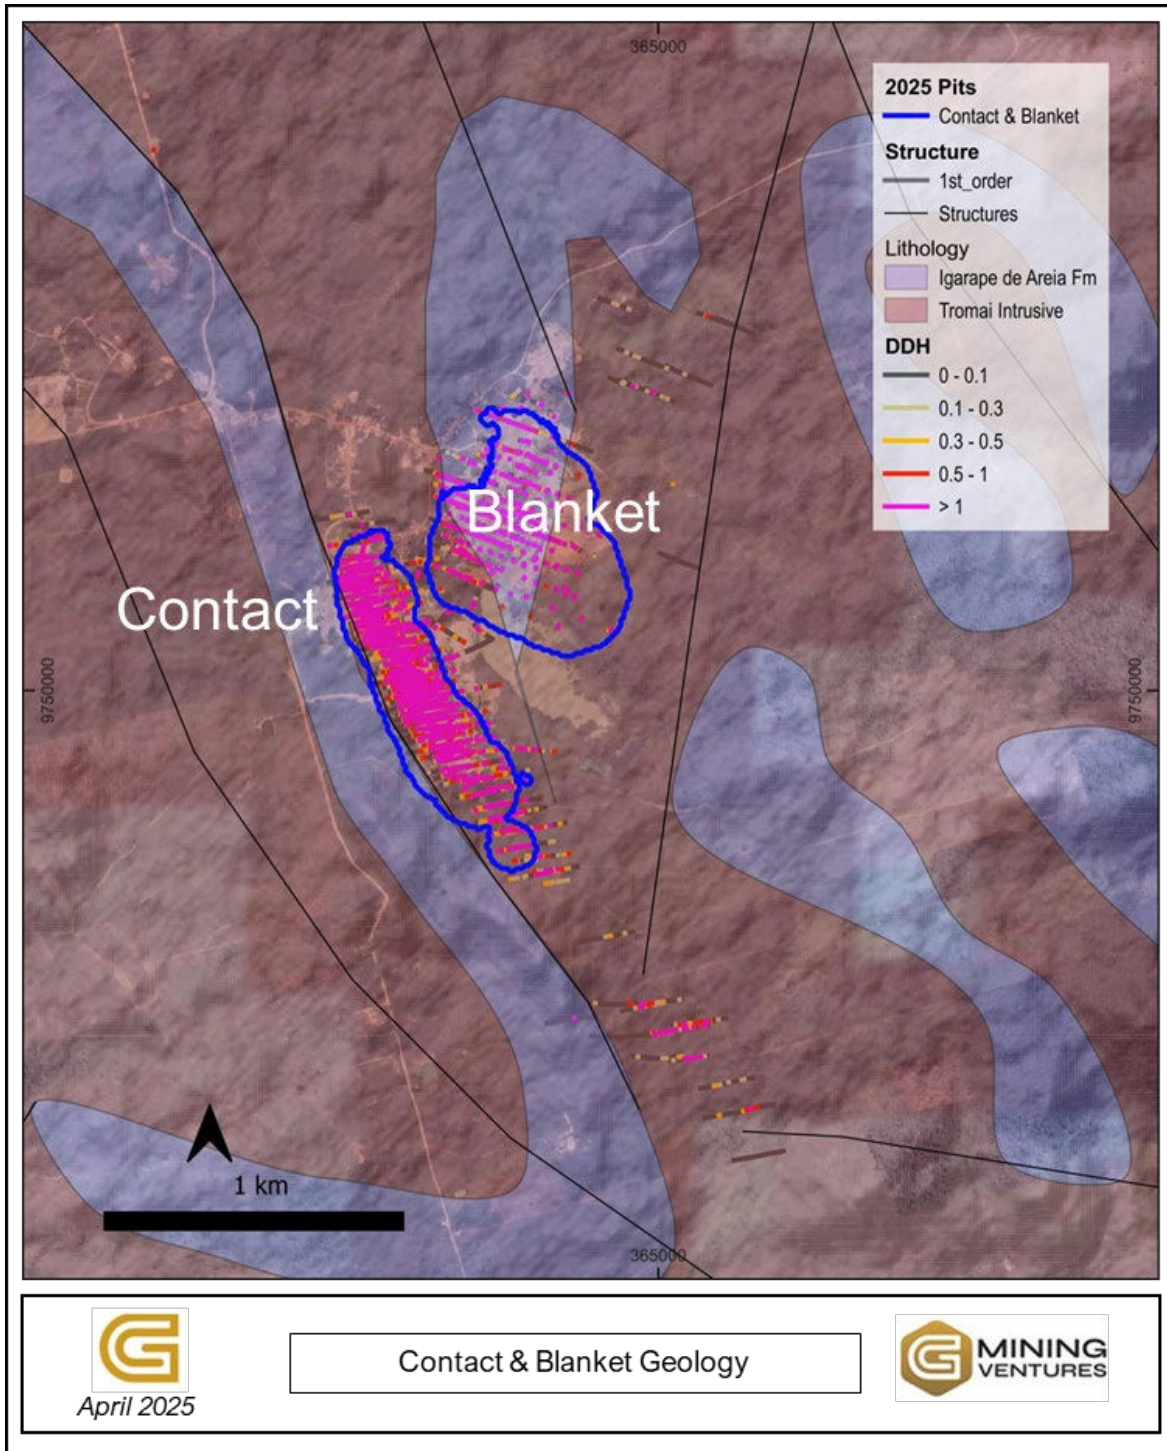 365000
2025 Pits
Contact & Blanket
Structure
1st_order
Structures
Lithology
Igarape de Areia Fm
Tromai Intrusive
DDH
0 - 0.1
0.1 - 0.3
0.3 - 0.5
0.5 - 1
> 1
Blanket
Contact
9750000
9750000
1 km
365000
G
April 2025
Contact & Blanket Geology
G MINING
VENTURES